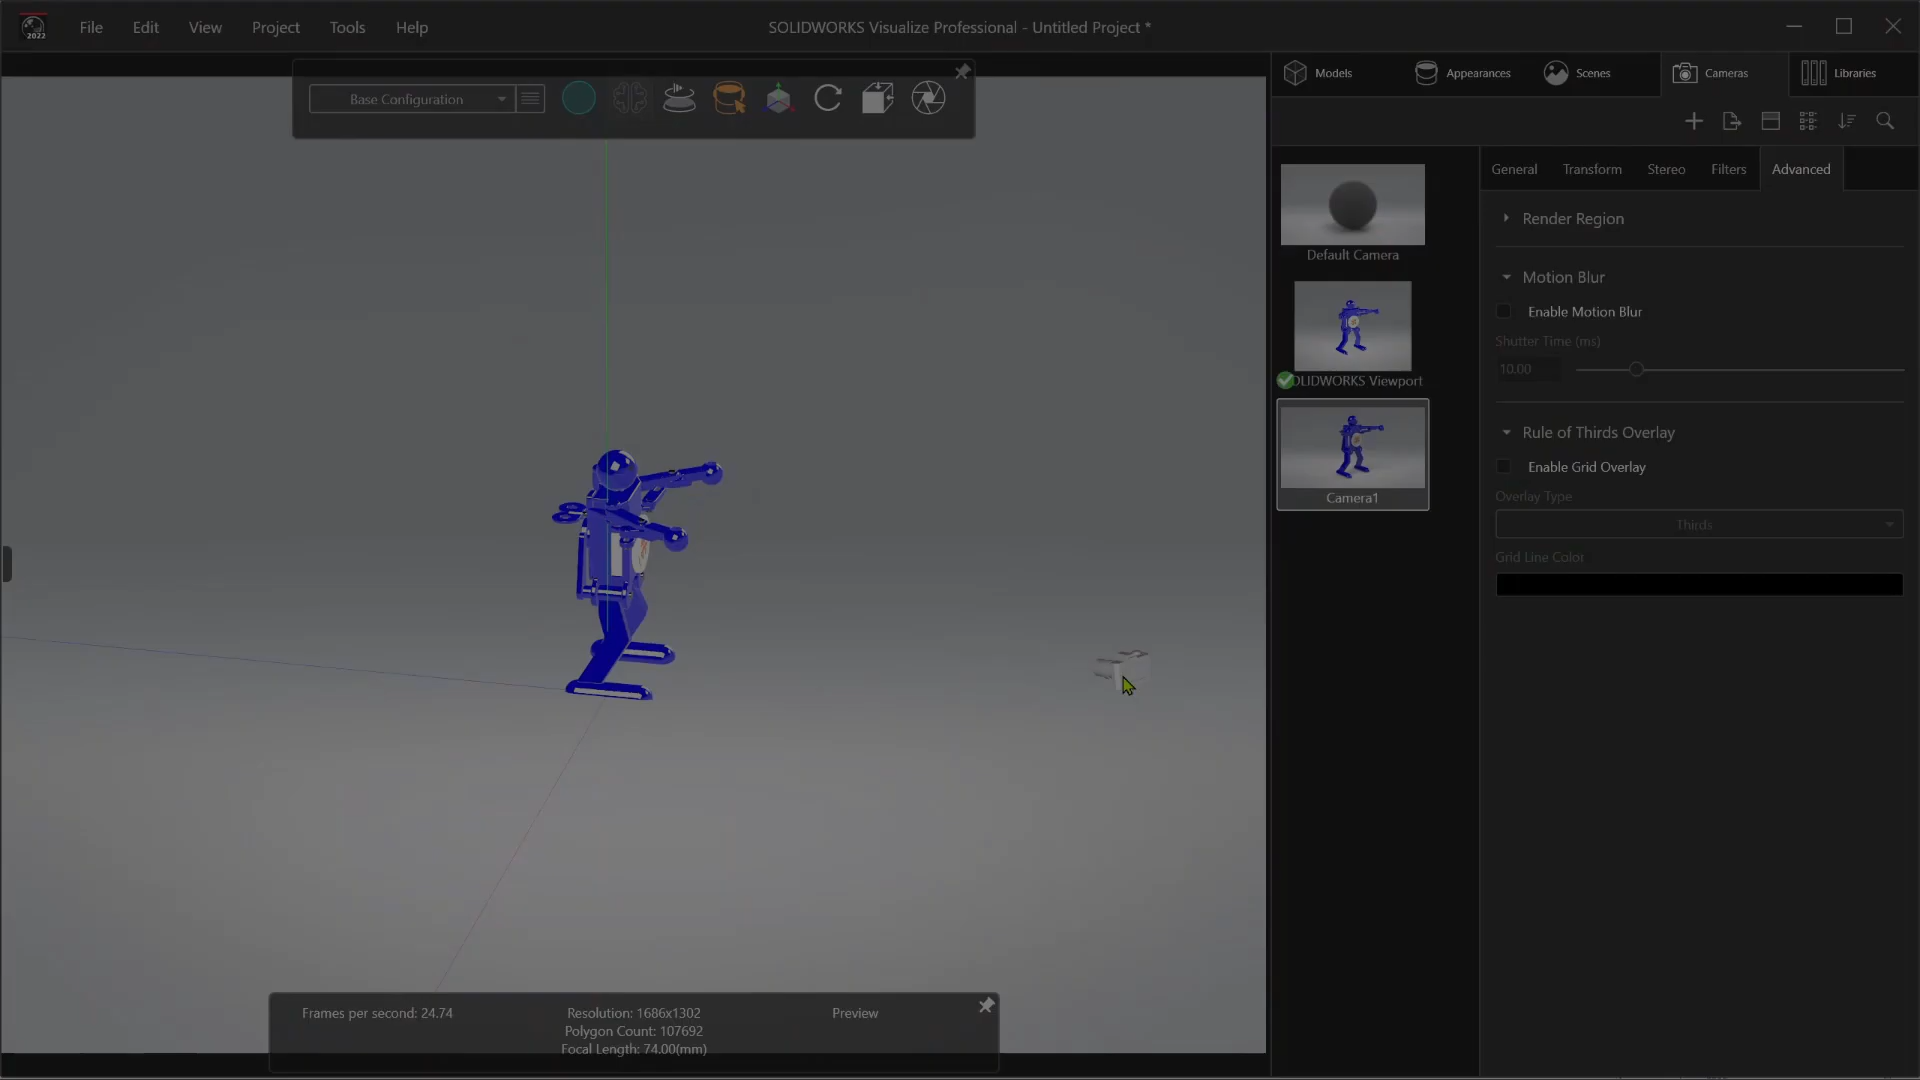 2022
File Edit View Project Tools Help
SOLIDWORKS Visualize Professional - Untitled Project *
Base Configuration
Models Appearances Scenes Cameras Libraries
General Transform Stereo Filters Advanced
Default Camera
OLIDWORKS Viewport
Camera1
Render Region
Motion Blur
Enable Motion Blur
Shutter Time (ms)
10.00
Rule of Thirds Overlay
Enable Grid Overlay
Overlay Type
Thirds
Grid Line Color
Frames per second: 24.74
Resolution: 1686x1302
Polygon Count: 107692
Focal Length: 74.00(mm)
Preview